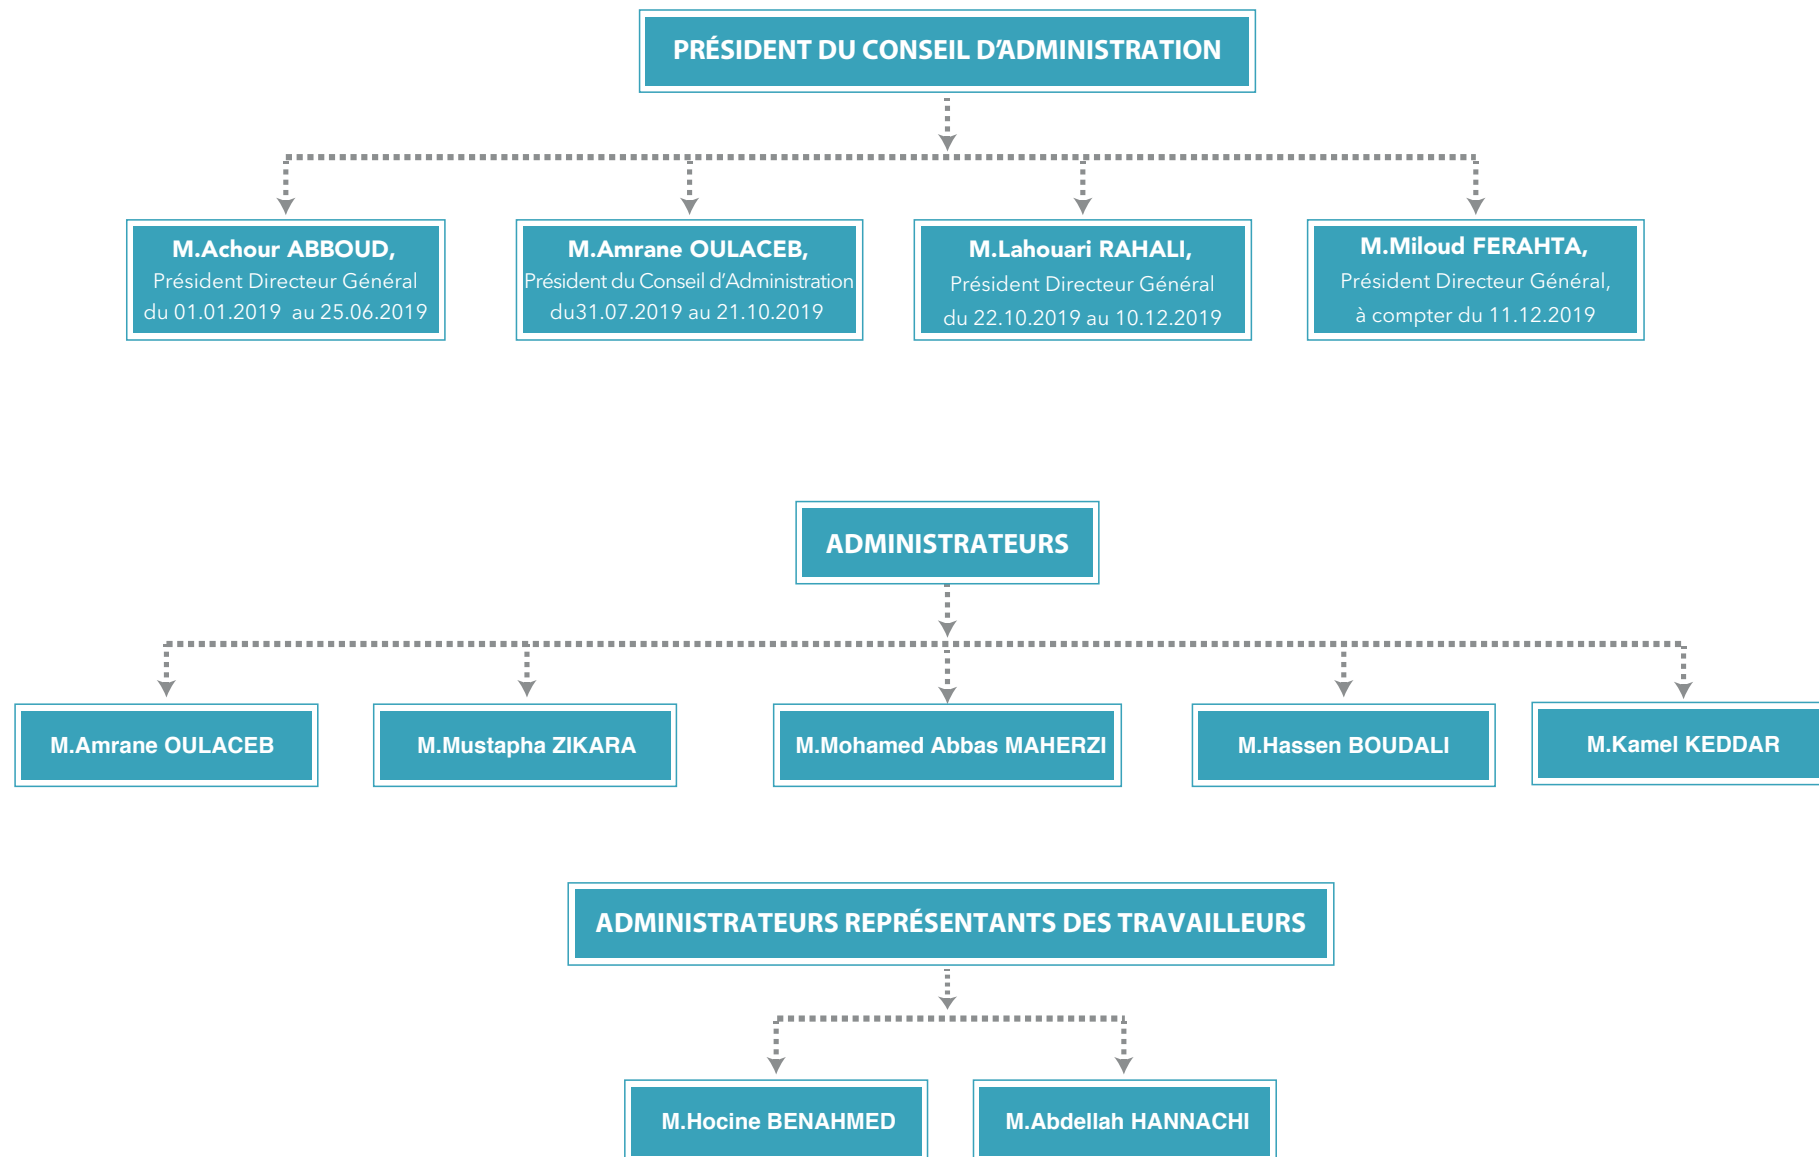 PRÉSIDENT DU CONSEIL D’ADMINISTRATION
M.Achour ABBOUD,
Président Directeur Général
du 01.01.2019 au 25.06.2019
M.Amrane OULACEB,
Président du Conseil d’Administration
du31.07.2019 au 21.10.2019
M.Lahouari RAHALI,
Président Directeur Général
du 22.10.2019 au 10.12.2019
M.Miloud FERAHTA,
Président Directeur Général,
à compter du 11.12.2019
ADMINISTRATEURS
M.Amrane OULACEB
M.Mustapha ZIKARA
M.Mohamed Abbas MAHERZI
M.Hassen BOUDALI
M.Kamel KEDDAR
ADMINISTRATEURS REPRÉSENTANTS DES TRAVAILLEURS
M.Hocine BENAHMED
M.Abdellah HANNACHI